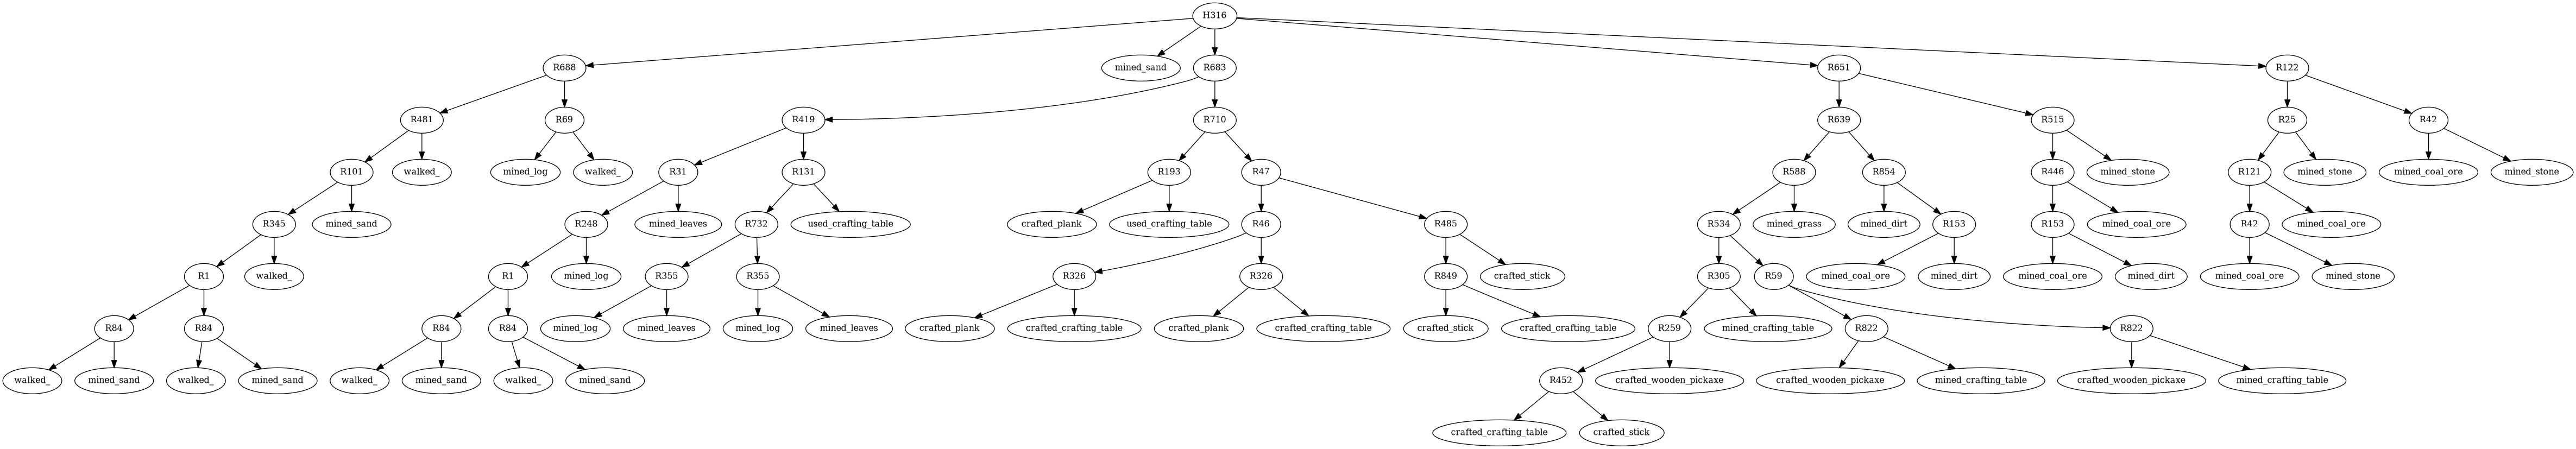 H316
R688 mined_sand R683 R651 R122
R481 R69 R419 R710 R639 R515 R25 R42
R101 walked_ mined_log walked_ R31 R131 R193 R47 R588 R854 R446 mined_stone R121 mined_stone mined_coal_ore mined_stone
R345 mined_sand R248 mined_leaves R732 used_crafting_table crafted_plank used_crafting_table R46 R485 R534 mined_grass mined_dirt R153 R153 mined_coal_ore R42 mined_coal_ore
R1 walked_ R1 mined_log R355 R355 R326 R326 R849 crafted_stick R305 R59 mined_coal_ore mined_dirt mined_coal_ore mined_dirt mined_coal_ore mined_stone
R84 R84 R84 R84 mined_log mined_leaves mined_log mined_leaves crafted_plank crafted_crafting_table crafted_plank crafted_crafting_table crafted_stick crafted_crafting_table R259 mined_crafting_table R822 R822
walked_ mined_sand walked_ mined_sand walked_ mined_sand walked_ mined_sand R452 crafted_wooden_pickaxe crafted_wooden_pickaxe mined_crafting_table crafted_wooden_pickaxe mined_crafting_table
crafted_crafting_table crafted_stick